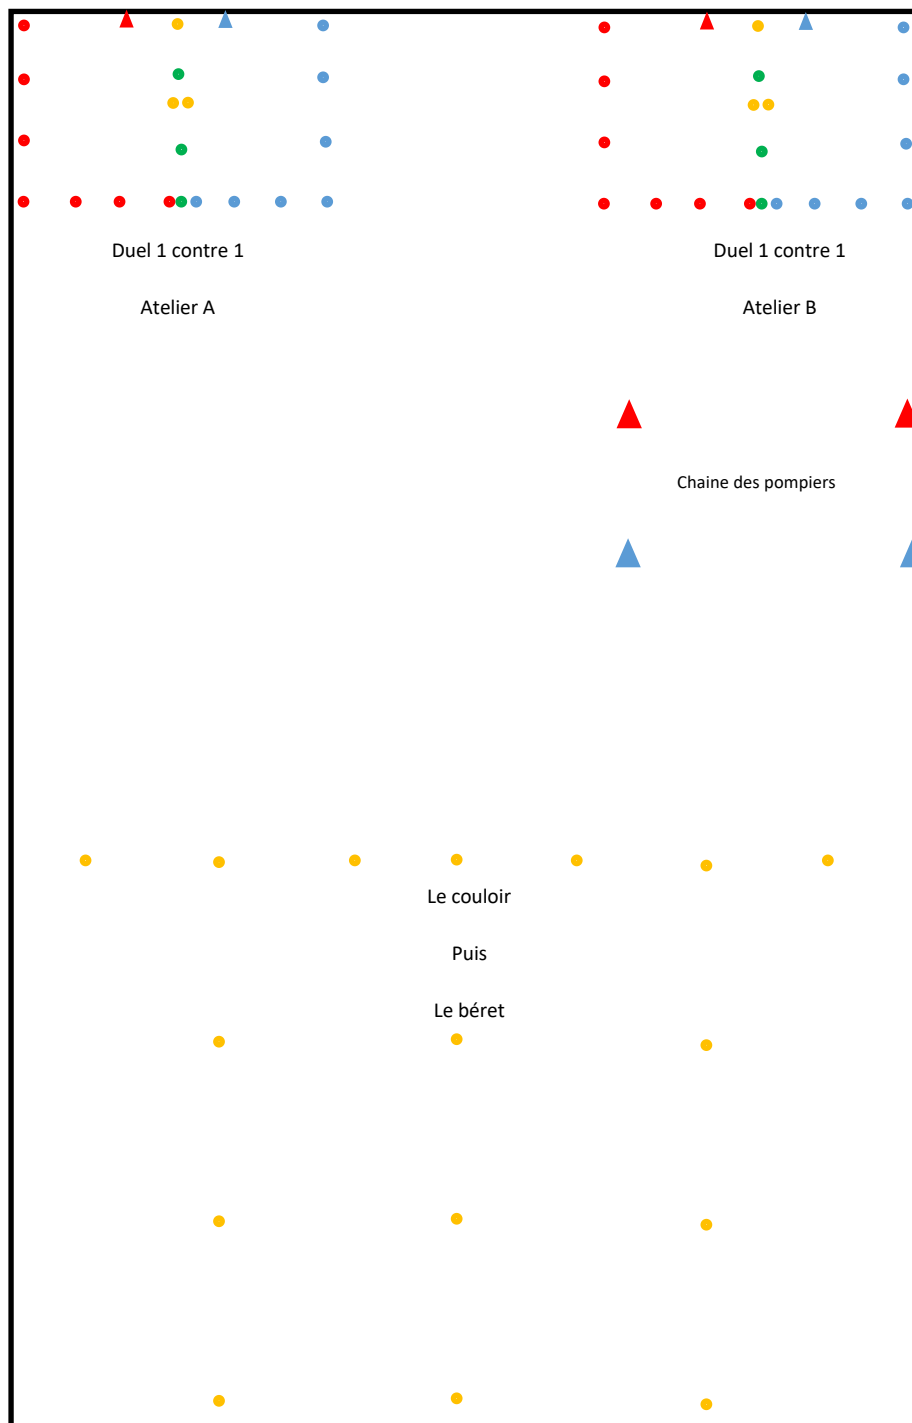 Duel 1 contre 1
Atelier A
Duel 1 contre 1
Atelier B
Chaine des pompiers
Le couloir
Puis
Le béret